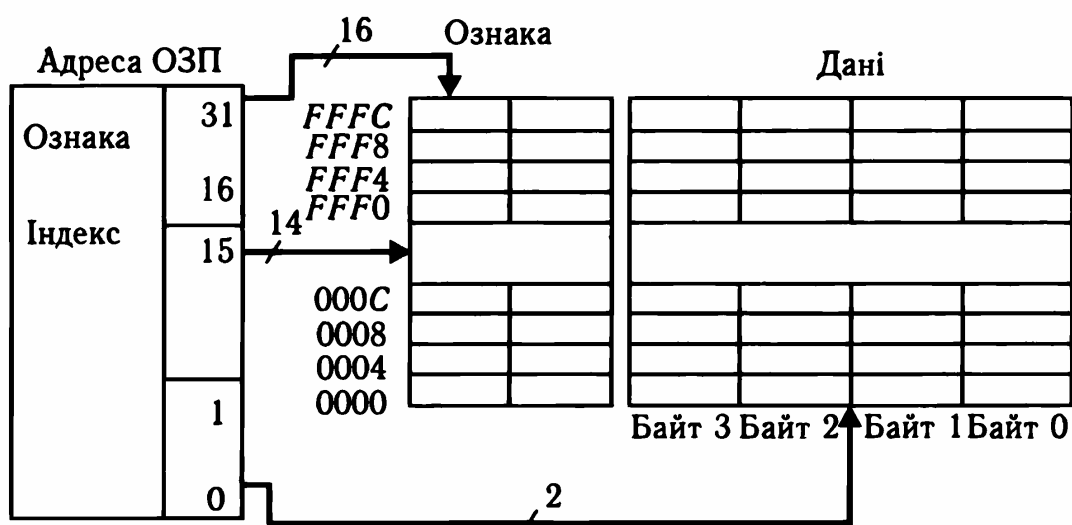 16
Ознака
Адреса ОЗП
Дані
31
Ознака
16
Індекс
15
14
1
0
FFFC
FFF8
FFF4
FFF0
000C
0008
0004
0000
Байт 3 Байт 2 Байт 1 Байт 0
2